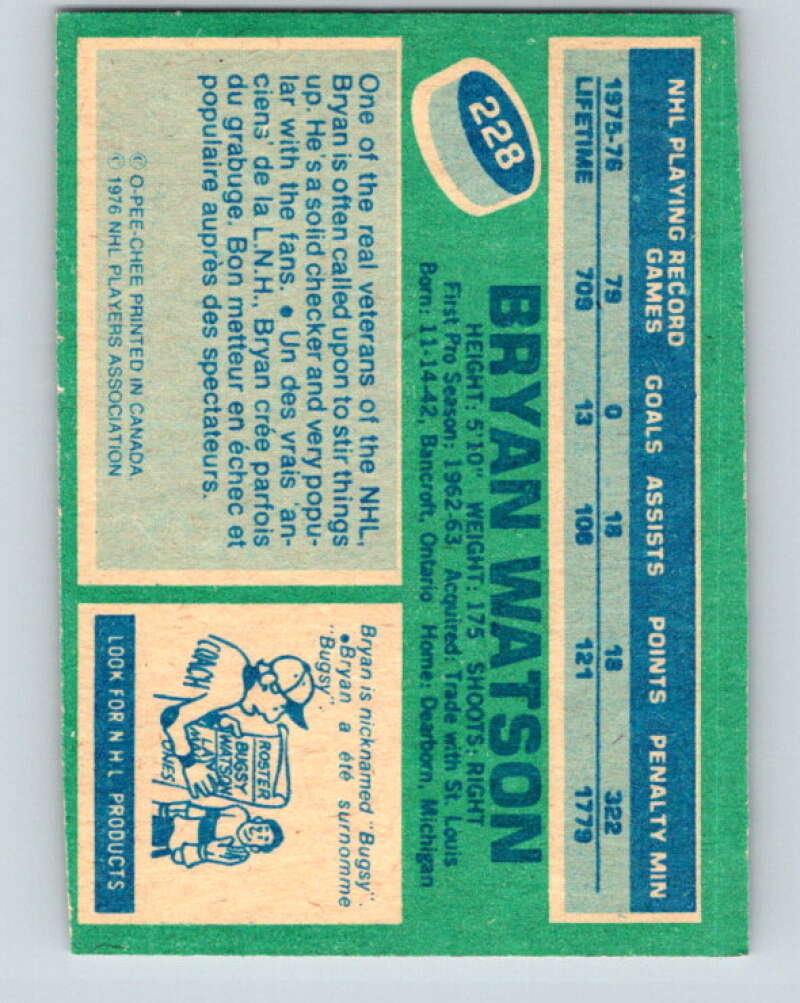 NHL PLAYING RECORD
GAMES GOALS ASSISTS POINTS PENALTY MIN
1975-76 79 0 18 18 322
LIFETIME 709 13 108 121 1779
228
BRYAN WATSON
HEIGHT: 5'10" WEIGHT: 175 SHOOTS: RIGHT
First Pro Season: 1962-63 Acquired: Trade with St. Louis
Born: 11-14-42, Bancroft, Ontario Home: Dearborn, Michigan
One of the real veterans of the NHL,
Bryan is often called upon to stir things
up. He's a solid checker and very popu-
lar with the fans. • Un des vrais 'an-
ciens' de la L.N.H., Bryan crée parfois
du grabuge. Bon metteur en échec et
populaire auprès des spectateurs.
© O-PEE-CHEE PRINTED IN CANADA
© 1976 NHL PLAYERS ASSOCIATION
Bryan is nicknamed "Bugsy".
•Bryan a été surnomme
"Bugsy".
COACH
ROSTER
BUGSY
WATSON
JONES
LOOK FOR NHL PRODUCTS